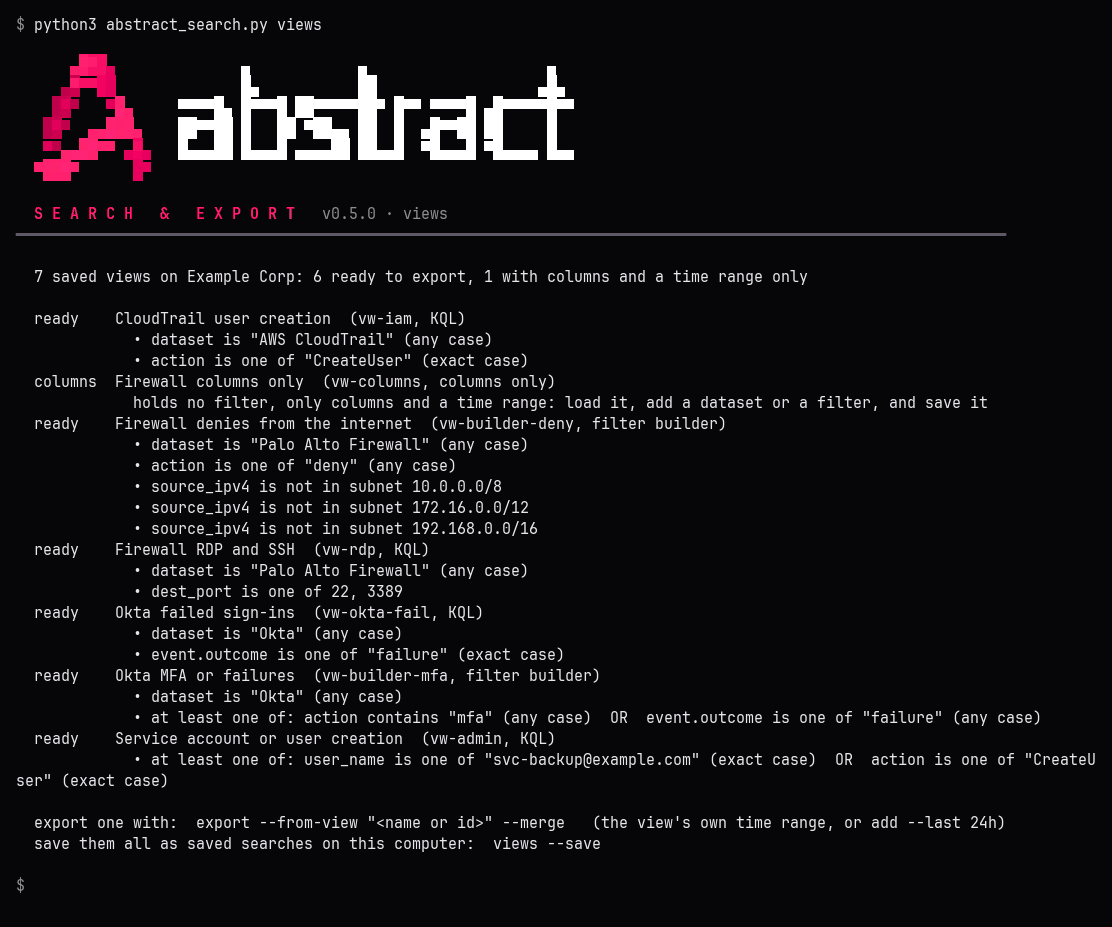 $ python3 abstract_search.py views
abstract
SEARCH & EXPORT v0.5.0 · views
7 saved views on Example Corp: 6 ready to export, 1 with columns and a time range only
ready CloudTrail user creation (vw-iam, KQL)
• dataset is "AWS CloudTrail" (any case)
• action is one of "CreateUser" (exact case)
columns Firewall columns only (vw-columns, columns only)
holds no filter, only columns and a time range: load it, add a dataset or a filter, and save it
ready Firewall denies from the internet (vw-builder-deny, filter builder)
• dataset is "Palo Alto Firewall" (any case)
• action is one of "deny" (any case)
• source_ipv4 is not in subnet 10.0.0.0/8
• source_ipv4 is not in subnet 172.16.0.0/12
• source_ipv4 is not in subnet 192.168.0.0/16
ready Firewall RDP and SSH (vw-rdp, KQL)
• dataset is "Palo Alto Firewall" (any case)
• dest_port is one of 22, 3389
ready Okta failed sign-ins (vw-okta-fail, KQL)
• dataset is "Okta" (any case)
• event.outcome is one of "failure" (exact case)
ready Okta MFA or failures (vw-builder-mfa, filter builder)
• dataset is "Okta" (any case)
• at least one of: action contains "mfa" (any case) OR event.outcome is one of "failure" (any case)
ready Service account or user creation (vw-admin, KQL)
• at least one of: user_name is one of "svc-backup@example.com" (exact case) OR action is one of "CreateU
ser" (exact case)
export one with: export --from-view "<name or id>" --merge (the view's own time range, or add --last 24h)
save them all as saved searches on this computer: views --save
$